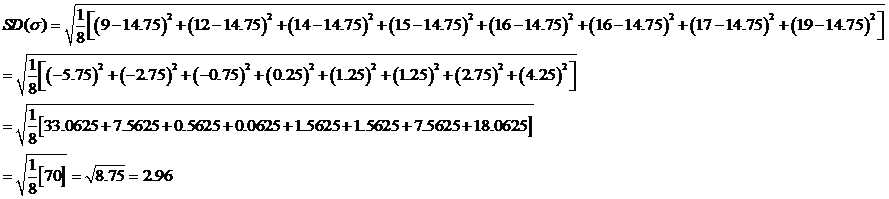 SD(σ) = √(1/8[(9−14.75)² + (12−14.75)² + (14−14.75)² + (15−14.75)² + (16−14.75)² + (16−14.75)² + (17−14.75)² + (19−14.75)²])
= √(1/8[(−5.75)² + (−2.75)² + (−0.75)² + (0.25)² + (1.25)² + (1.25)² + (2.75)² + (4.25)²])
= √(1/8[33.0625 + 7.5625 + 0.5625 + 0.0625 + 1.5625 + 1.5625 + 7.5625 + 18.0625])
= √(1/8[70]) = √8.75 = 2.96